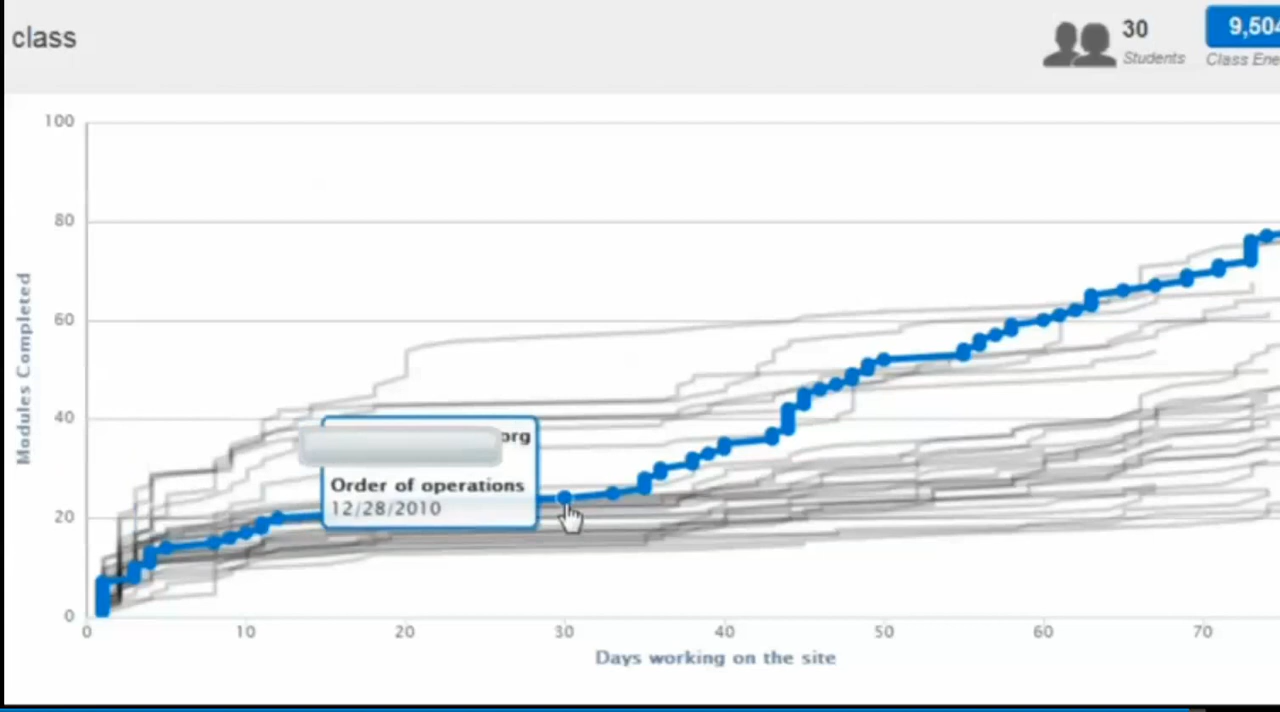 class
30
Students
9,504
Class Ene
100
80
60
40
20
0
Modules Completed
org
Order of operations
12/28/2010
0 10 20 30 40 50 60 70
Days working on the site